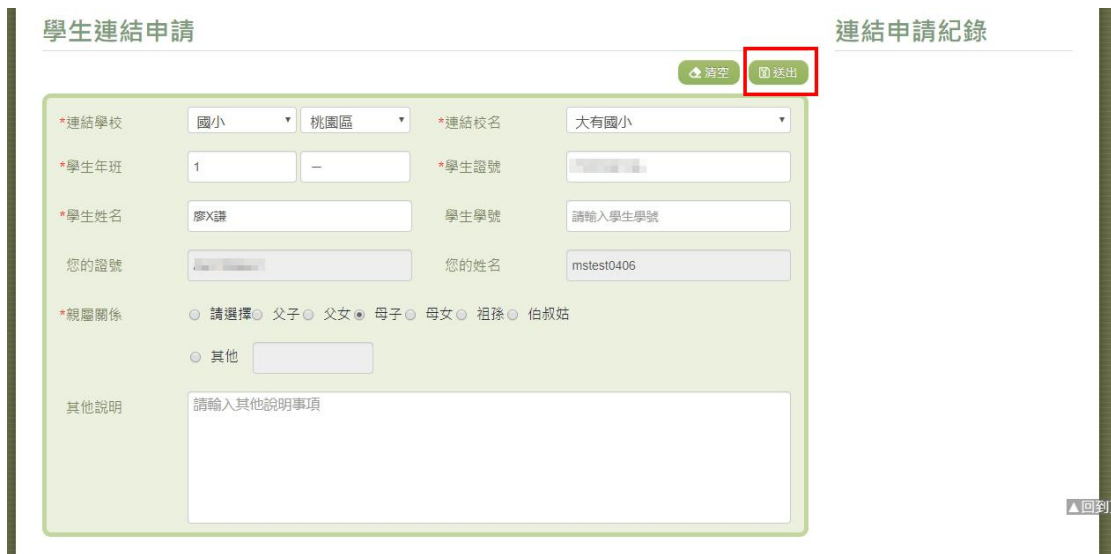 學生連結申請
連結申請紀錄
清空 送出
*連結學校 國小 桃園區 *連結校名 大有國小
*學生年班 1 一 *學生證號
*學生姓名 廖X謙 學生學號 請輸入學生學號
您的證號 您的姓名 mstest0406
*親屬關係 請選擇 父子 父女 母子 母女 祖孫 伯叔姑
其他
其他說明 請輸入其他說明事項
▲回到